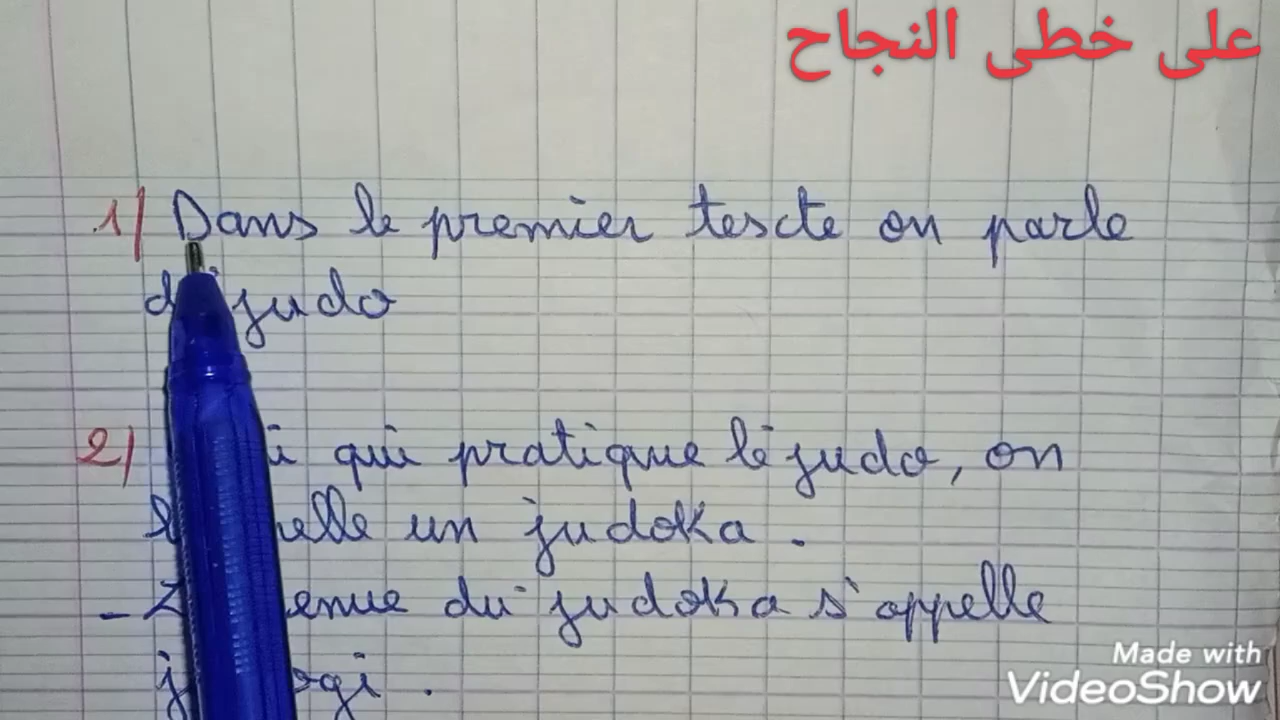 على خطى النجاح
1) Dans le premier texte on parle
judo
2) qui pratique le judo, on
un judoka.
- du judoka s'appelle
Made with
VideoShow